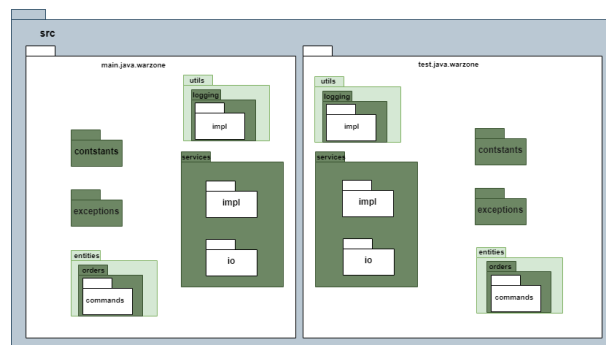 src
main.java.warzone
utils
logging
impl
contstants
services
impl
exceptions
io
entities
orders
commands
test.java.warzone
utils
logging
impl
contstants
services
impl
exceptions
io
entities
orders
commands